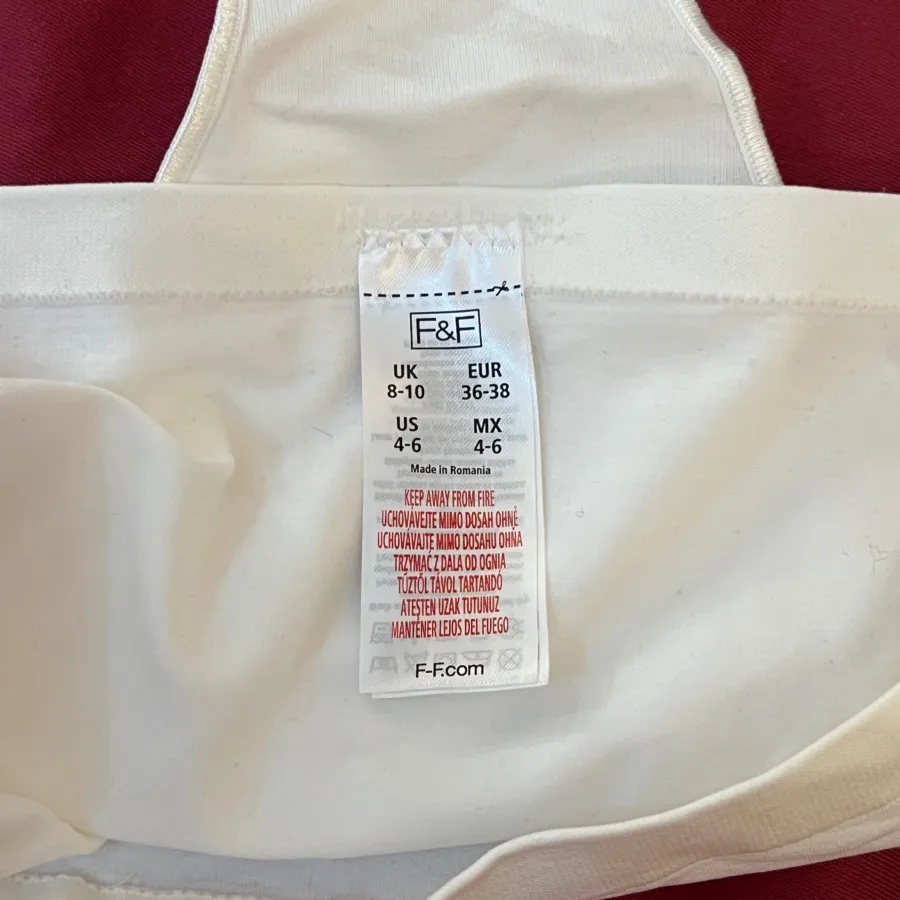 F&F
UK EUR
8-10 36-38
US MX
4-6 4-6
Made in Romania
KEEP AWAY FROM FIRE
UCHOVÁVEJTE MIMO DOSAH OHNĚ
UCHOVÁVAJTE MIMO DOSAHU OHŇA
TRZYMAĆ Z DALA OD OGNIA
TŰZTŐL TÁVOL TARTANDÓ
ATEŞTEN UZAK TUTUNUZ
MANTENER LEJOS DEL FUEGO
F-F.com